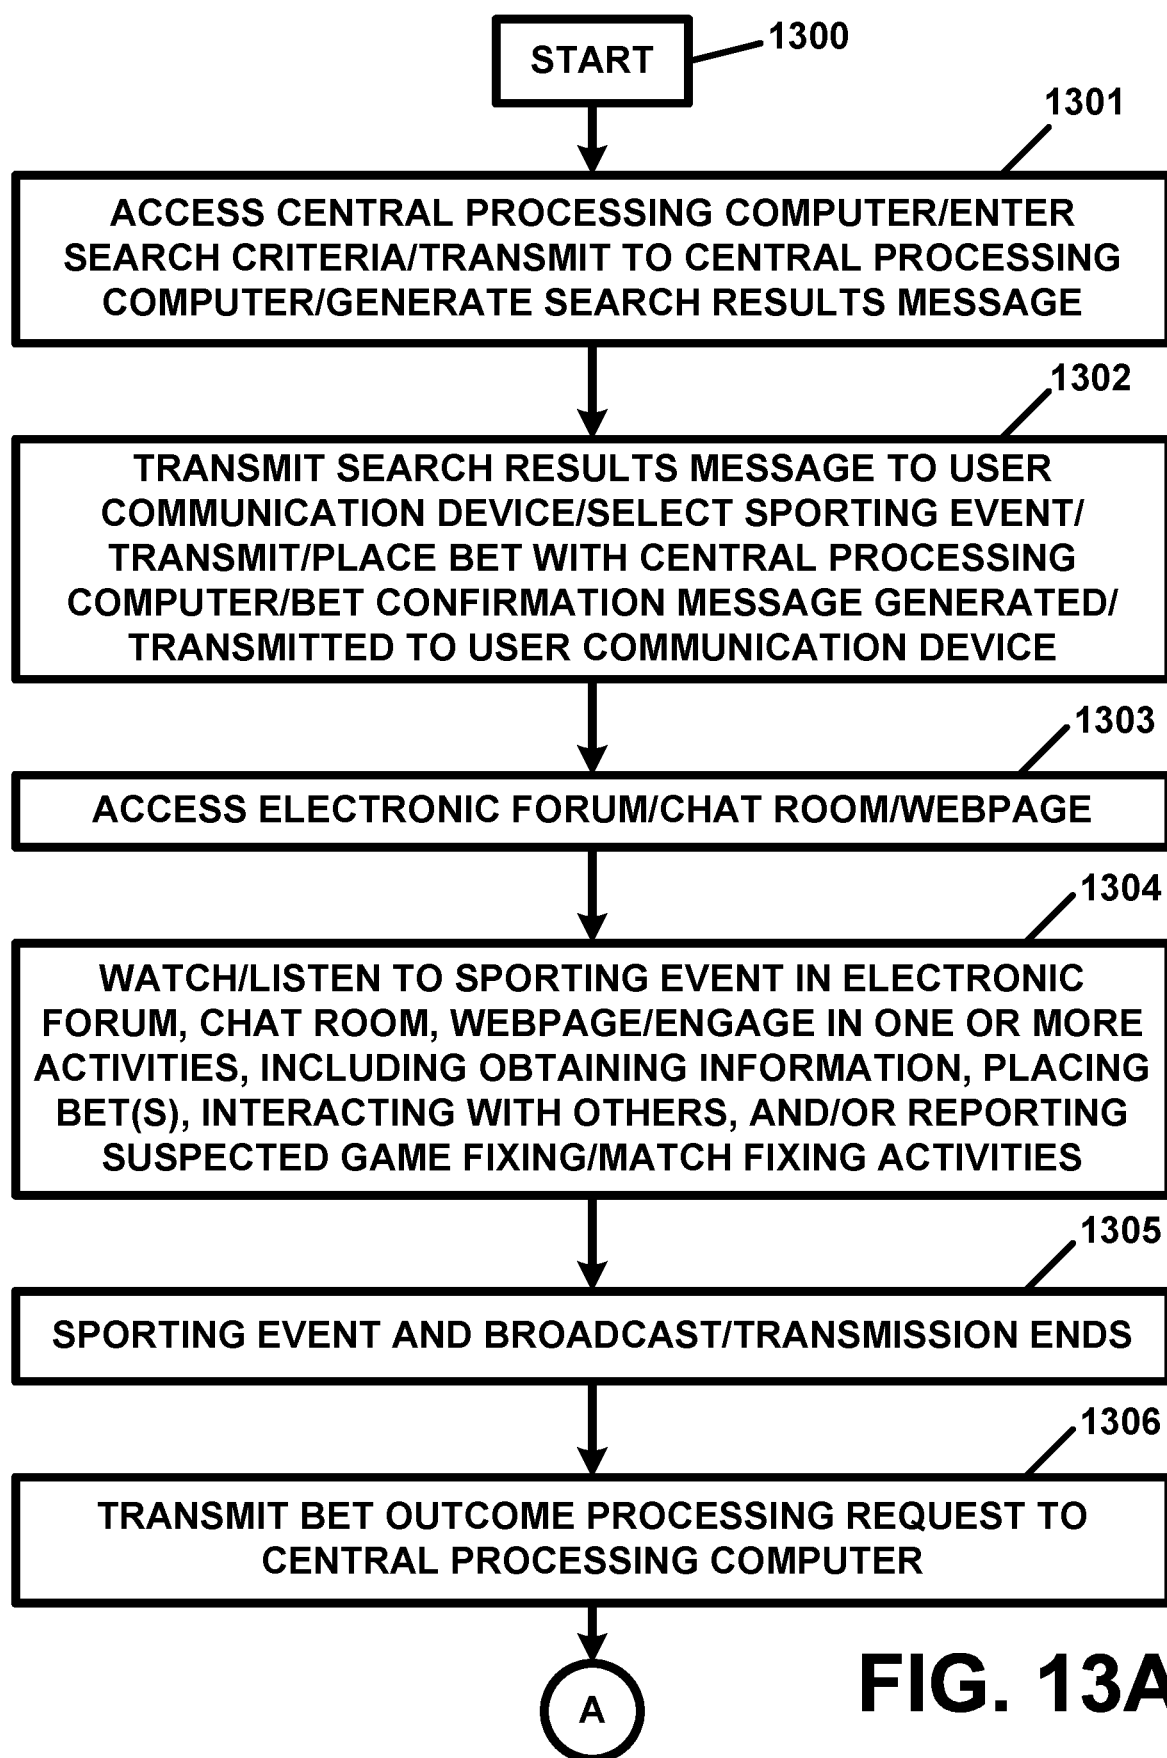 START
1300
1301
ACCESS CENTRAL PROCESSING COMPUTER/ENTER
SEARCH CRITERIA/TRANSMIT TO CENTRAL PROCESSING
COMPUTER/GENERATE SEARCH RESULTS MESSAGE
1302
TRANSMIT SEARCH RESULTS MESSAGE TO USER
COMMUNICATION DEVICE/SELECT SPORTING EVENT/
TRANSMIT/PLACE BET WITH CENTRAL PROCESSING
COMPUTER/BET CONFIRMATION MESSAGE GENERATED/
TRANSMITTED TO USER COMMUNICATION DEVICE
1303
ACCESS ELECTRONIC FORUM/CHAT ROOM/WEBPAGE
1304
WATCH/LISTEN TO SPORTING EVENT IN ELECTRONIC
FORUM, CHAT ROOM, WEBPAGE/ENGAGE IN ONE OR MORE
ACTIVITIES, INCLUDING OBTAINING INFORMATION, PLACING
BET(S), INTERACTING WITH OTHERS, AND/OR REPORTING
SUSPECTED GAME FIXING/MATCH FIXING ACTIVITIES
1305
SPORTING EVENT AND BROADCAST/TRANSMISSION ENDS
1306
TRANSMIT BET OUTCOME PROCESSING REQUEST TO
CENTRAL PROCESSING COMPUTER
A
FIG. 13A